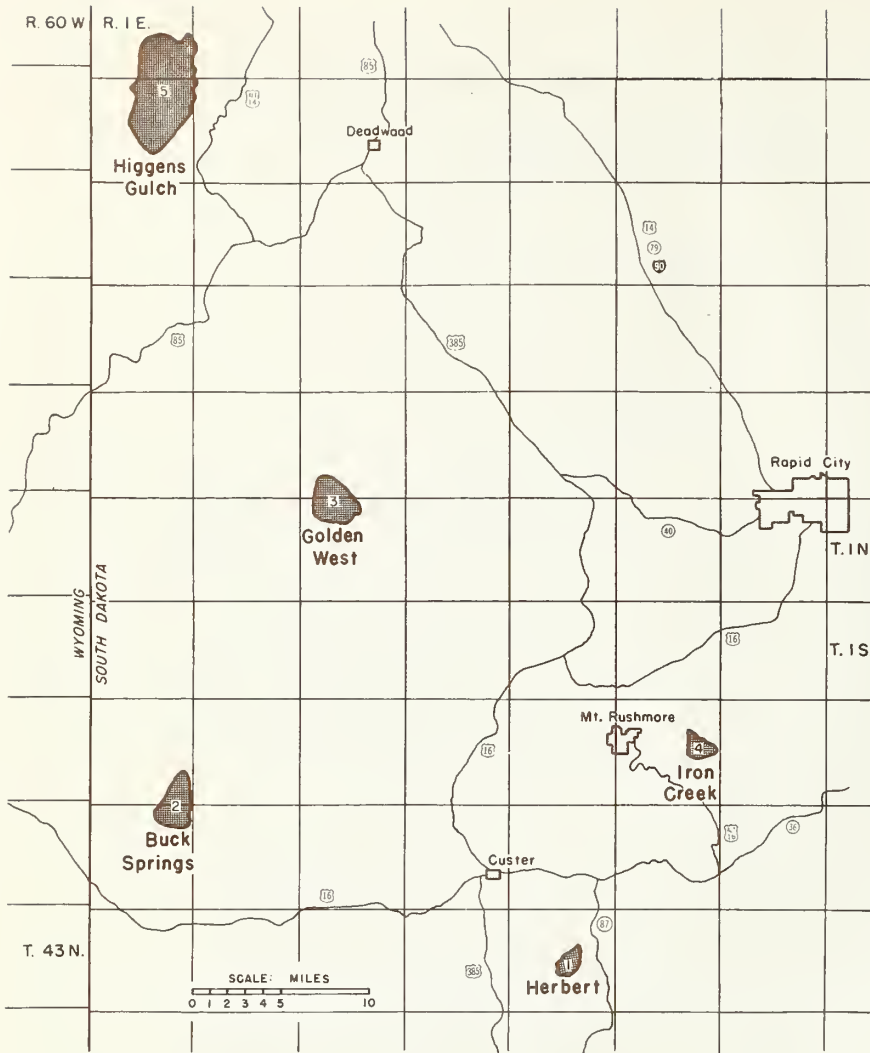 R. 60 W.
R. 1 E.
85
14
5
Deadwood
Higgens
Gulch
14
79
90
85
385
Rapid City
3
Golden
West
40
T. 1 N
WYOMING
SOUTH DAKOTA
16
T. 1 S
Mt. Rushmore
16
4
Iron
Creek
2
Buck
Springs
16
36
Custer
16
87
T. 43 N.
SCALE: MILES
0 1 2 3 4 5 10
385
1
Herbert